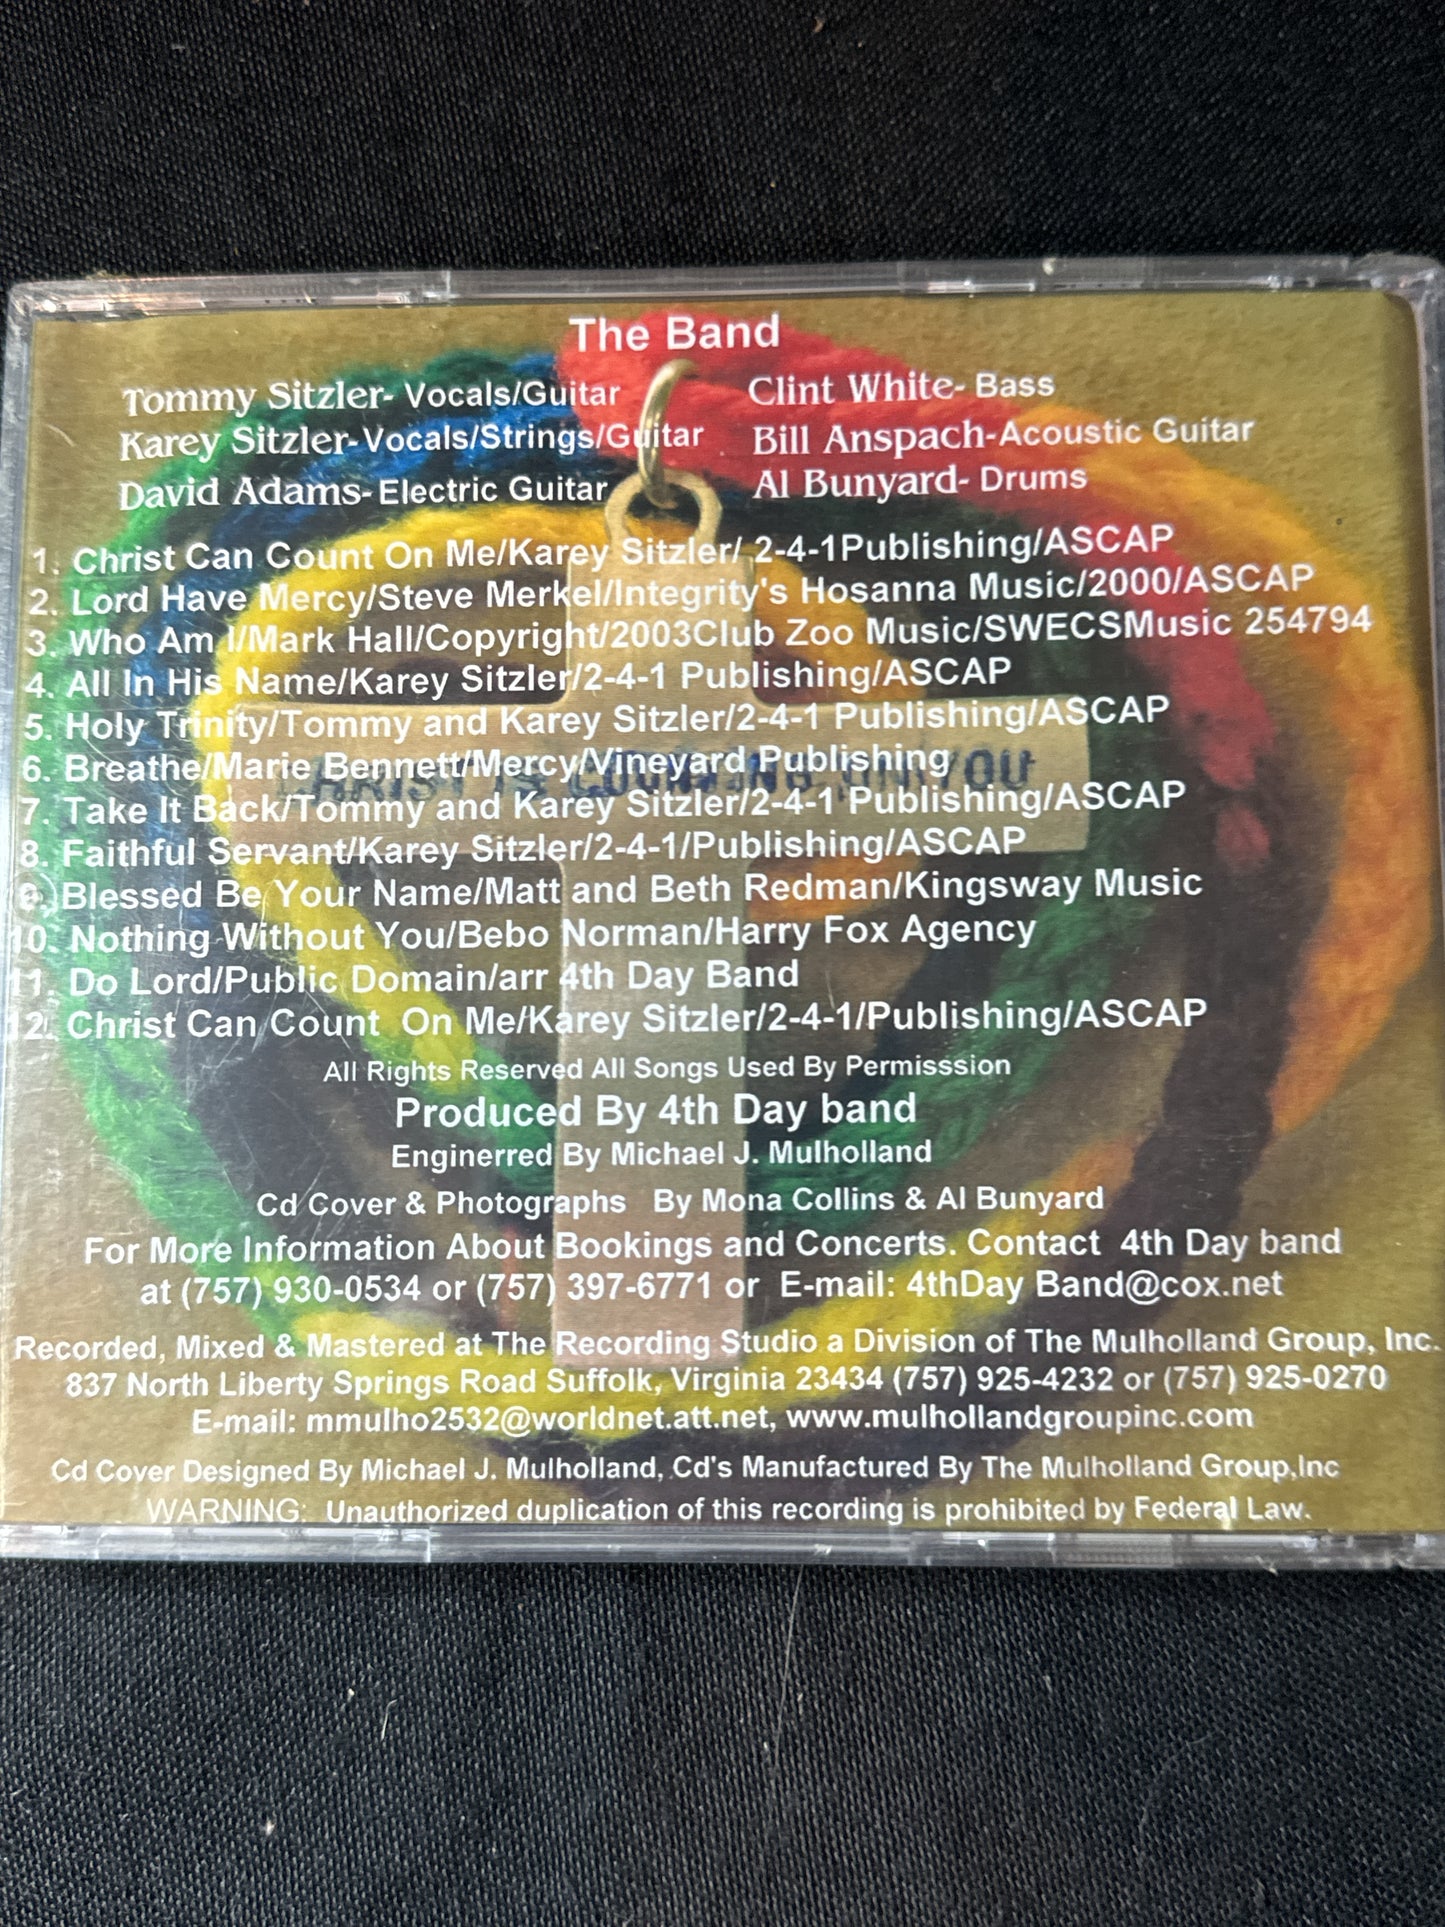 The Band
Tommy Sitzler- Vocals/Guitar
Clint White- Bass
Karey Sitzler-Vocals/Strings/Guitar
Bill Anspach-Acoustic Guitar
David Adams-Electric Guitar
Al Bunyard- Drums
1. Christ Can Count On Me/Karey Sitzler/ 2-4-1Publishing/ASCAP
2. Lord Have Mercy/Steve Merkel/Integrity's Hosanna Music/2000/ASCAP
3. Who Am I/Mark Hall/Copyright/2003Club Zoo Music/SWECSMusic 254794
4. All In His Name/Karey Sitzler/2-4-1 Publishing/ASCAP
5. Holy Trinity/Tommy and Karey Sitzler/2-4-1 Publishing/ASCAP
6. Breathe/Marie Bennett/Mercy/Vineyard Publishing
CHRIST IS COUNTING ON YOU
7. Take It Back/Tommy and Karey Sitzler/2-4-1 Publishing/ASCAP
8. Faithful Servant/Karey Sitzler/2-4-1/Publishing/ASCAP
9. Blessed Be Your Name/Matt and Beth Redman/Kingsway Music
10. Nothing Without You/Bebo Norman/Harry Fox Agency
11. Do Lord/Public Domain/arr 4th Day Band
12. Christ Can Count On Me/Karey Sitzler/2-4-1/Publishing/ASCAP
All Rights Reserved All Songs Used By Permisssion
Produced By 4th Day band
Enginerred By Michael J. Mulholland
Cd Cover & Photographs By Mona Collins & Al Bunyard
For More Information About Bookings and Concerts. Contact 4th Day band
at (757) 930-0534 or (757) 397-6771 or E-mail: 4thDay Band@cox.net
Recorded, Mixed & Mastered at The Recording Studio a Division of The Mulholland Group, Inc.
837 North Liberty Springs Road Suffolk, Virginia 23434 (757) 925-4232 or (757) 925-0270
E-mail: mmulho2532@worldnet.att.net, www.mulhollandgroupinc.com
Cd Cover Designed By Michael J. Mulholland, Cd's Manufactured By The Mulholland Group,Inc
WARNING: Unauthorized duplication of this recording is prohibited by Federal Law.